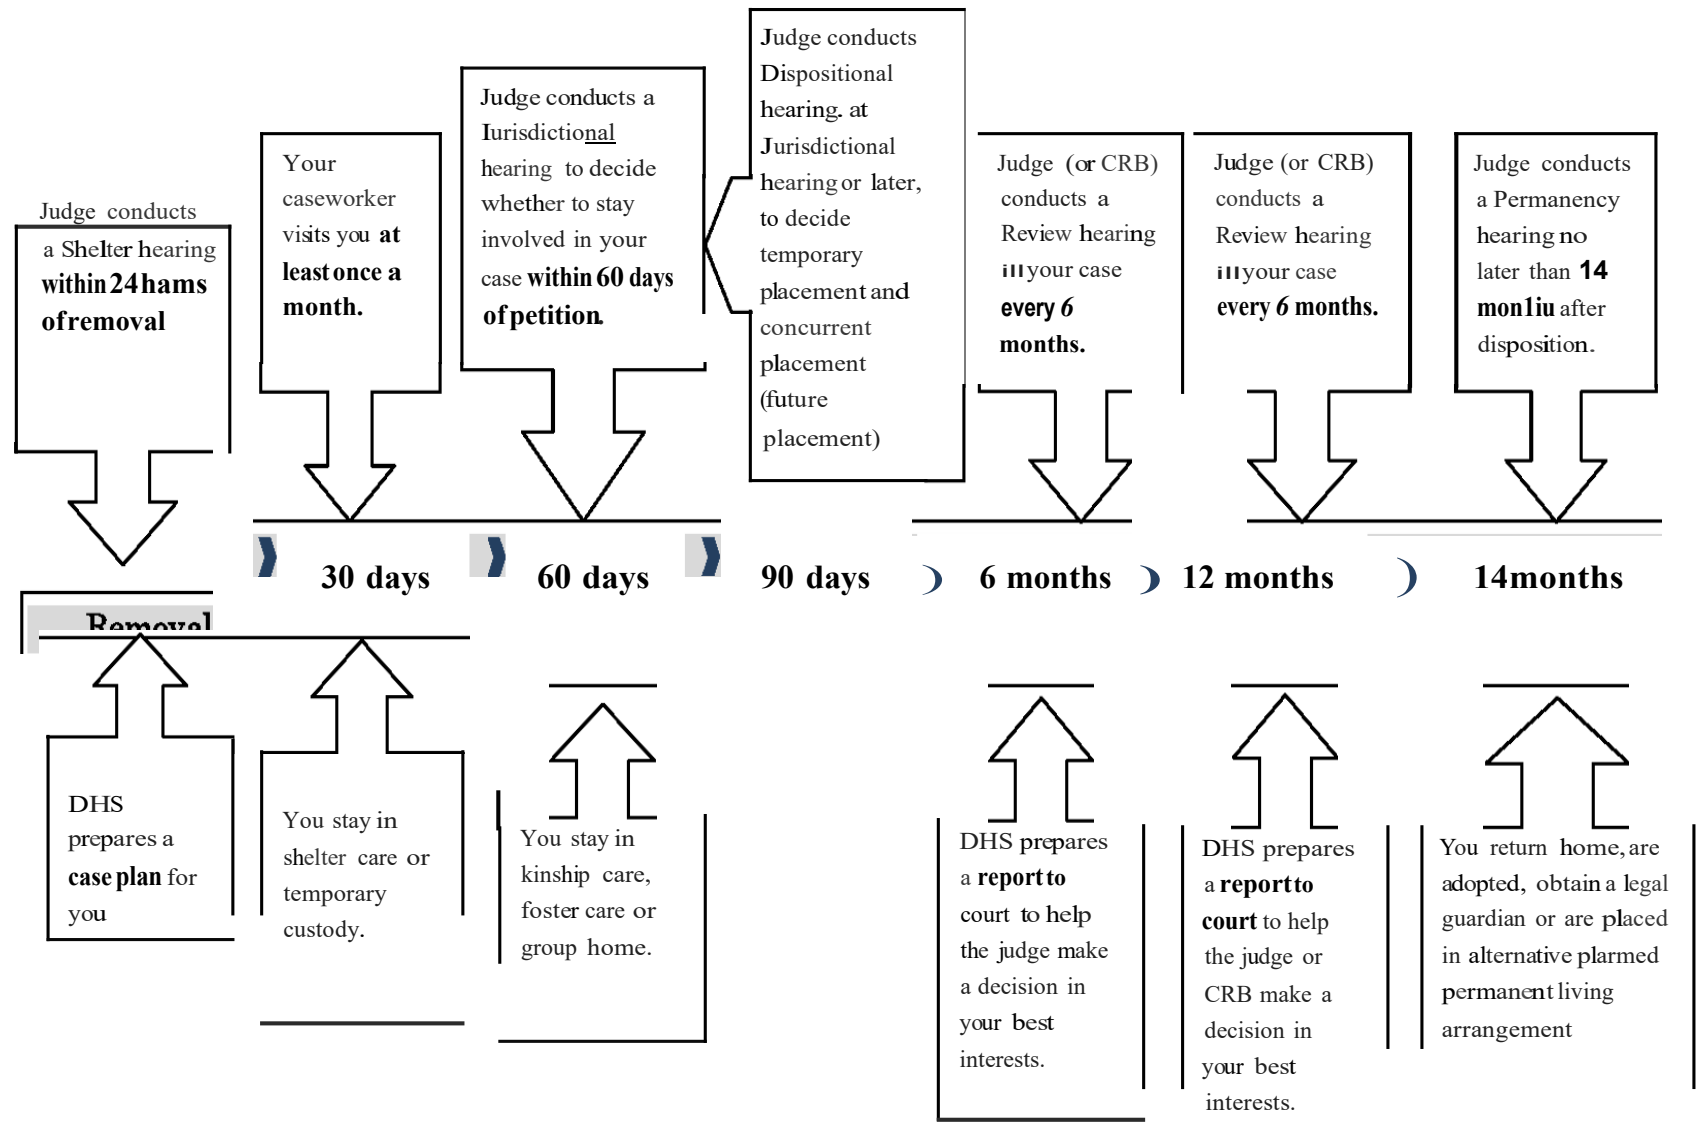 Judge conducts
a Shelter hearing
within 24 hams
of removal
Your
caseworker
visits you at
least once a
month.
Judge conducts a
Iurisdictional
hearing to decide
whether to stay
involved in your
case within 60 days
of petition.
Judge conducts
Dispositional
hearing. at
Jurisdictional
hearing or later,
to decide
temporary
placement and
concurrent
placement
(future
placement)
Judge (or CRB)
conducts a
Review hearing
ill your case
every 6
months.
Judge (or CRB)
conducts a
Review hearing
ill your case
every 6 months.
Judge conducts
a Permanency
hearing no
later than 14
mon1iu after
disposition.
Removal
30 days
60 days
90 days
6 months
12 months
14months
DHS
prepares a
case plan for
you
You stay in
shelter care or
temporary
custody.
You stay in
kinship care,
foster care or
group home.
DHS prepares
a report to
court to help
the judge make
a decision in
your best
interests.
DHS prepares
a report to
court to help
the judge or
CRB make a
decision in
your best
interests.
You return home, are
adopted, obtain a legal
guardian or are placed
in alternative plarmed
permanent living
arrangement